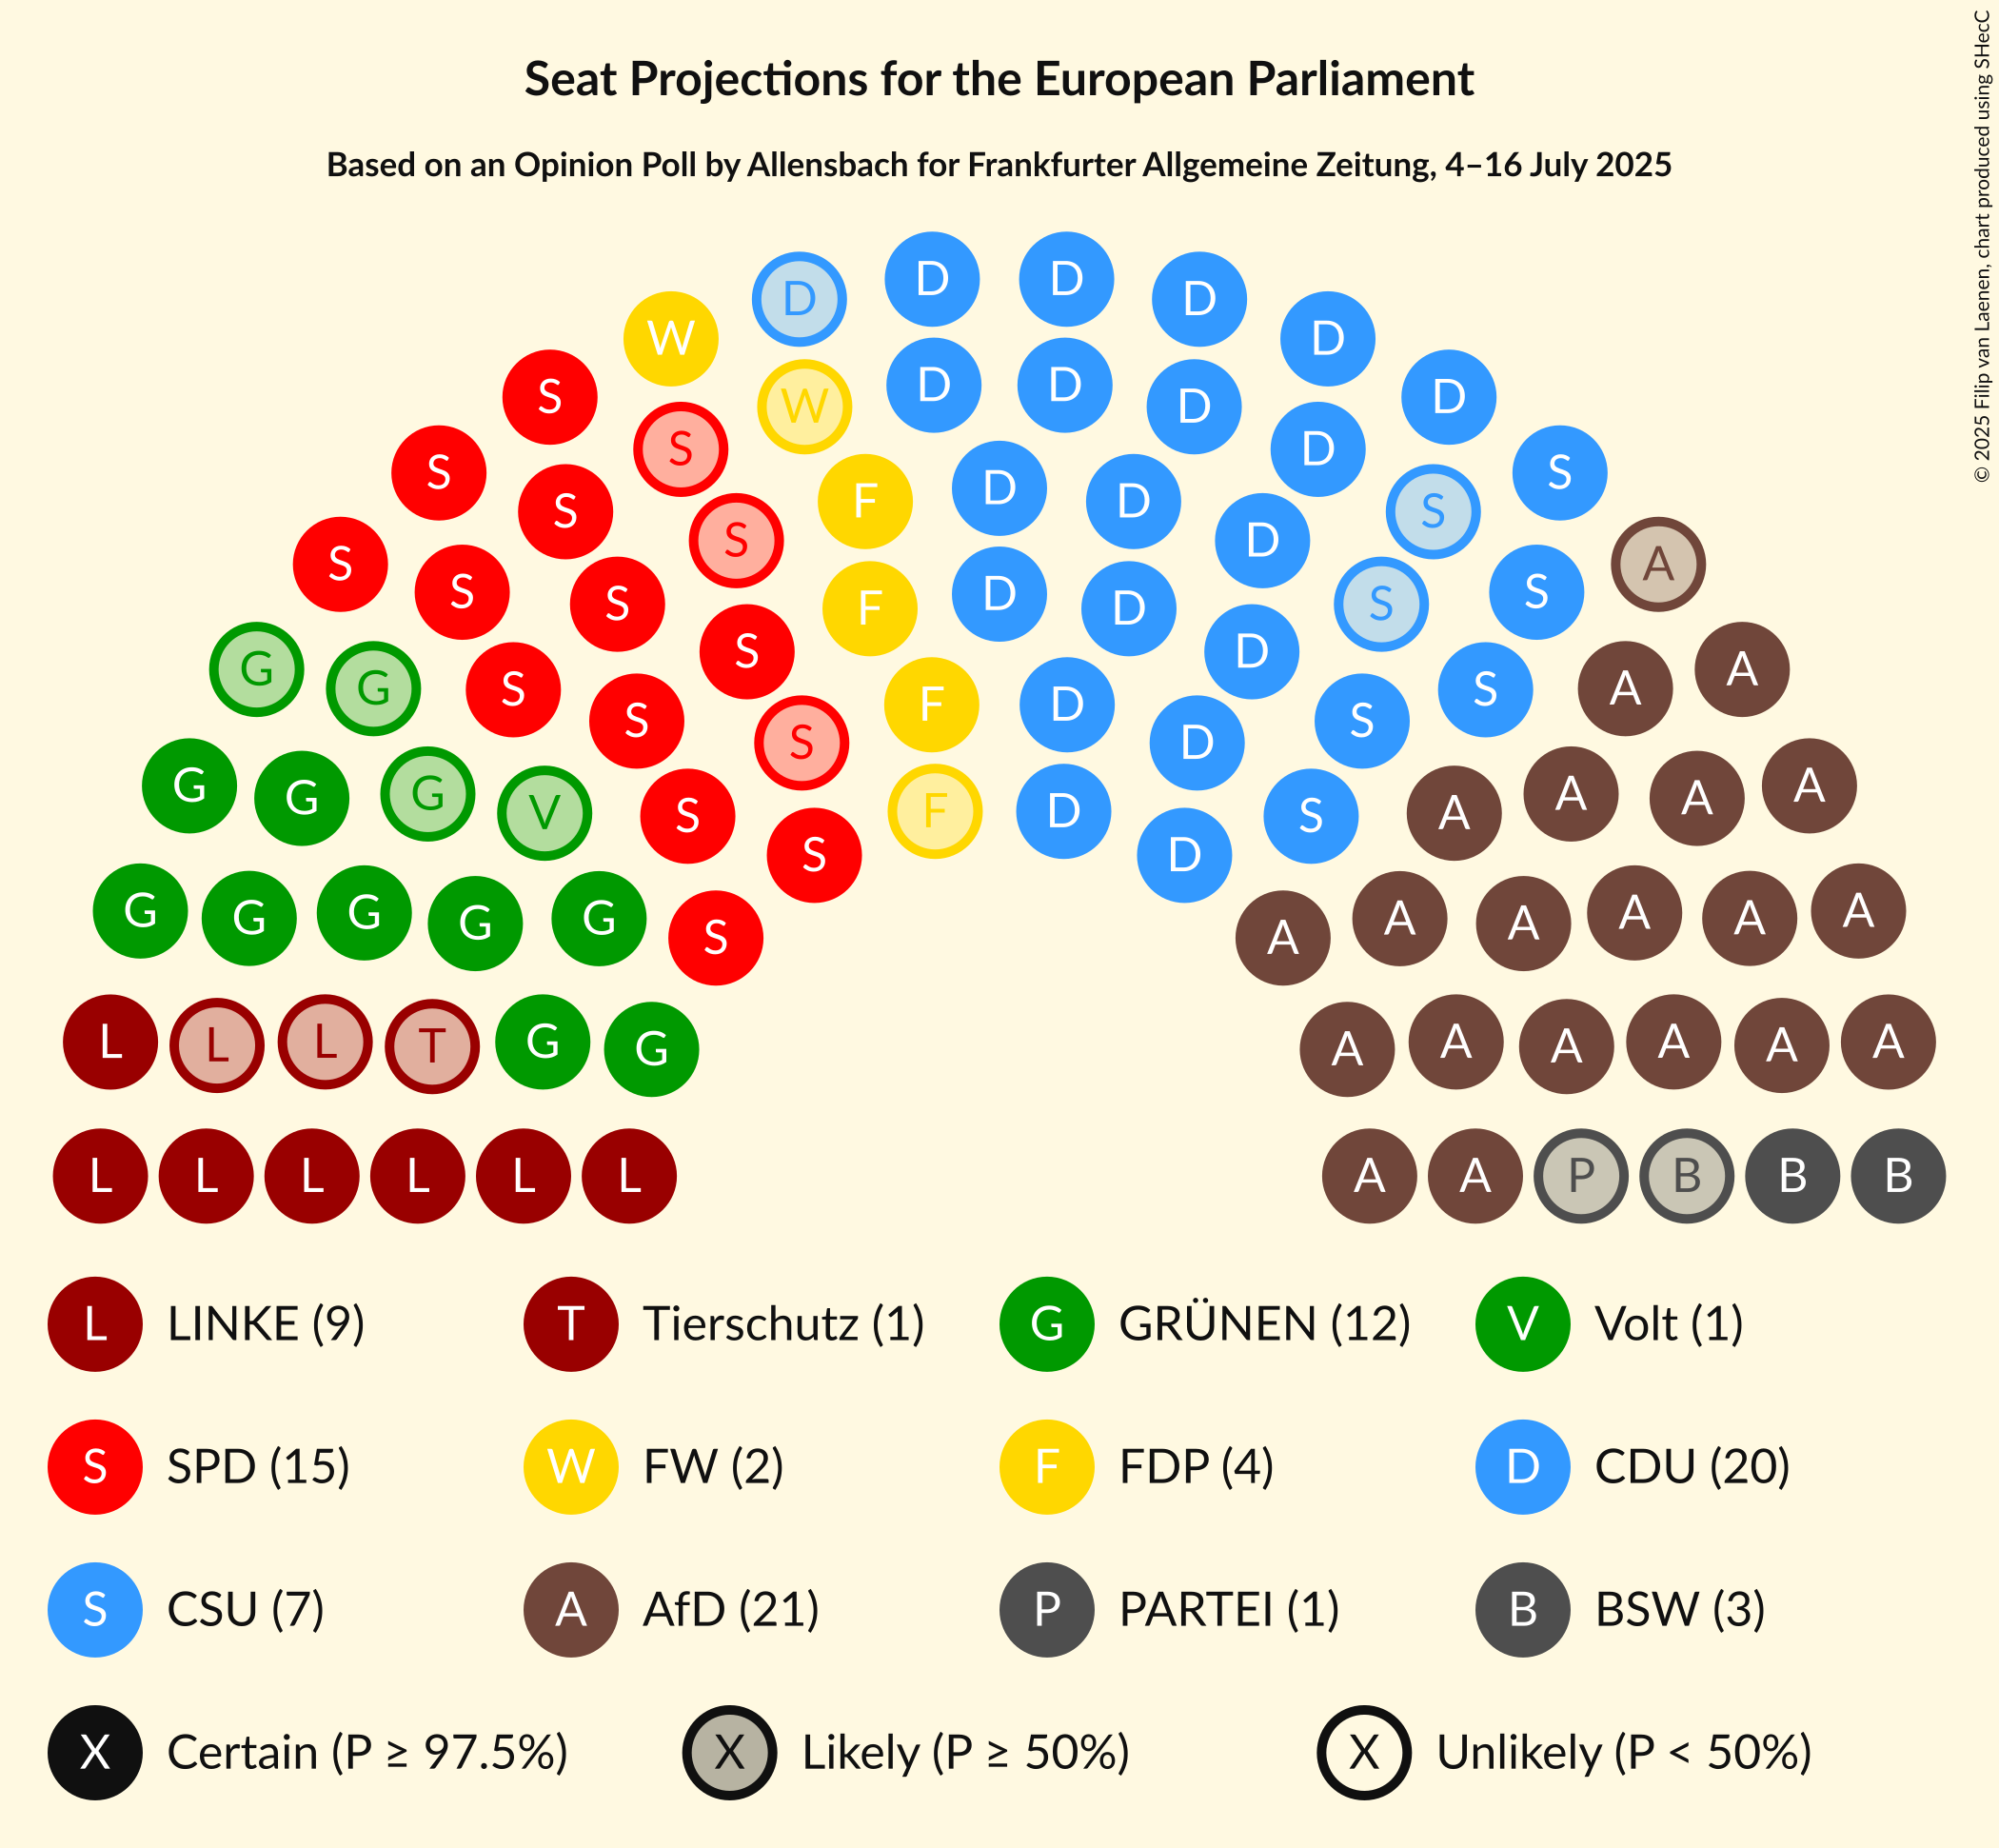 Seat Projections for the European Parliament
Based on an Opinion Poll by Allensbach for Frankfurter Allgemeine Zeitung, 4–16 July 2025
© 2025 Filip van Laenen, chart produced using SHecC
D D D D
W D D
S W D D D D
S S D D S
S S F D D S S
S S S F D D D S S A
G G S S S D S S A A
G G G V S S S F D D S A A A A
G G G G G S S D A A A A A A
L L L T G G A A A A A A
L L L L L L A A P B B B
L LINKE (9) T Tierschutz (1) G GRÜNEN (12) V Volt (1)
S SPD (15) W FW (2) F FDP (4) D CDU (20)
S CSU (7) A AfD (21) P PARTEI (1) B BSW (3)
X Certain (P ≥ 97.5%) X Likely (P ≥ 50%) X Unlikely (P < 50%)